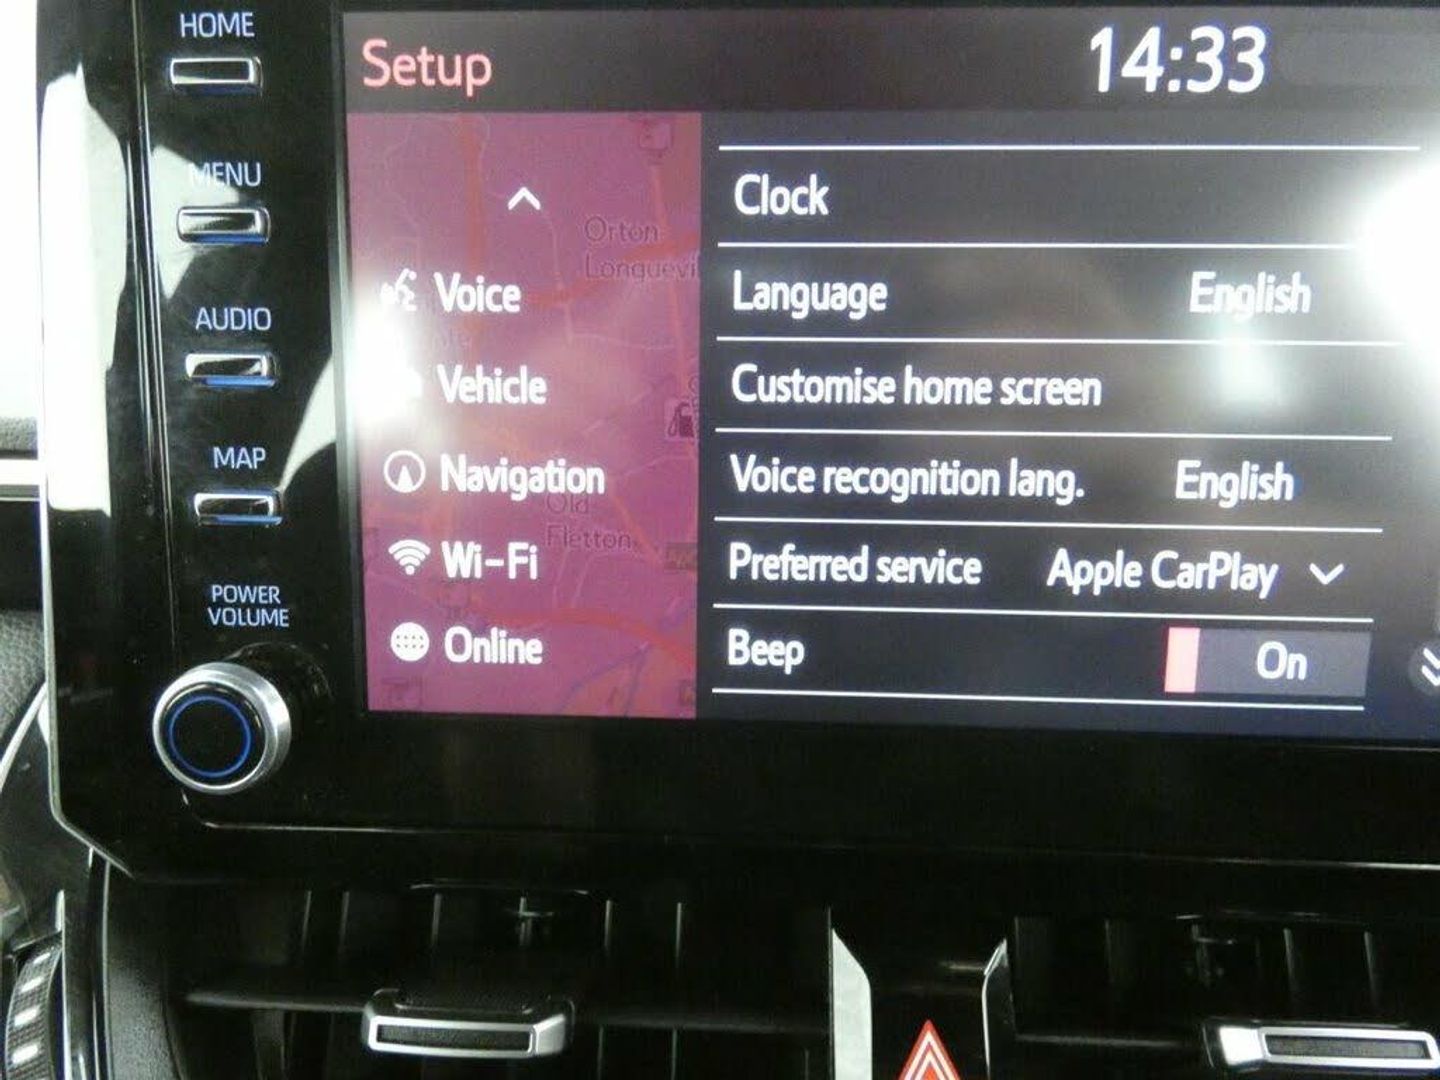 HOME
Setup
14:33
MENU
Clock
Orton
Longuevi
Voice
Language English
AUDIO
Vehicle
Customise home screen
MAP
Navigation
Voice recognition lang. English
Old
Fletton
Wi-Fi
Preferred service Apple CarPlay
POWER
VOLUME
Online
Beep On